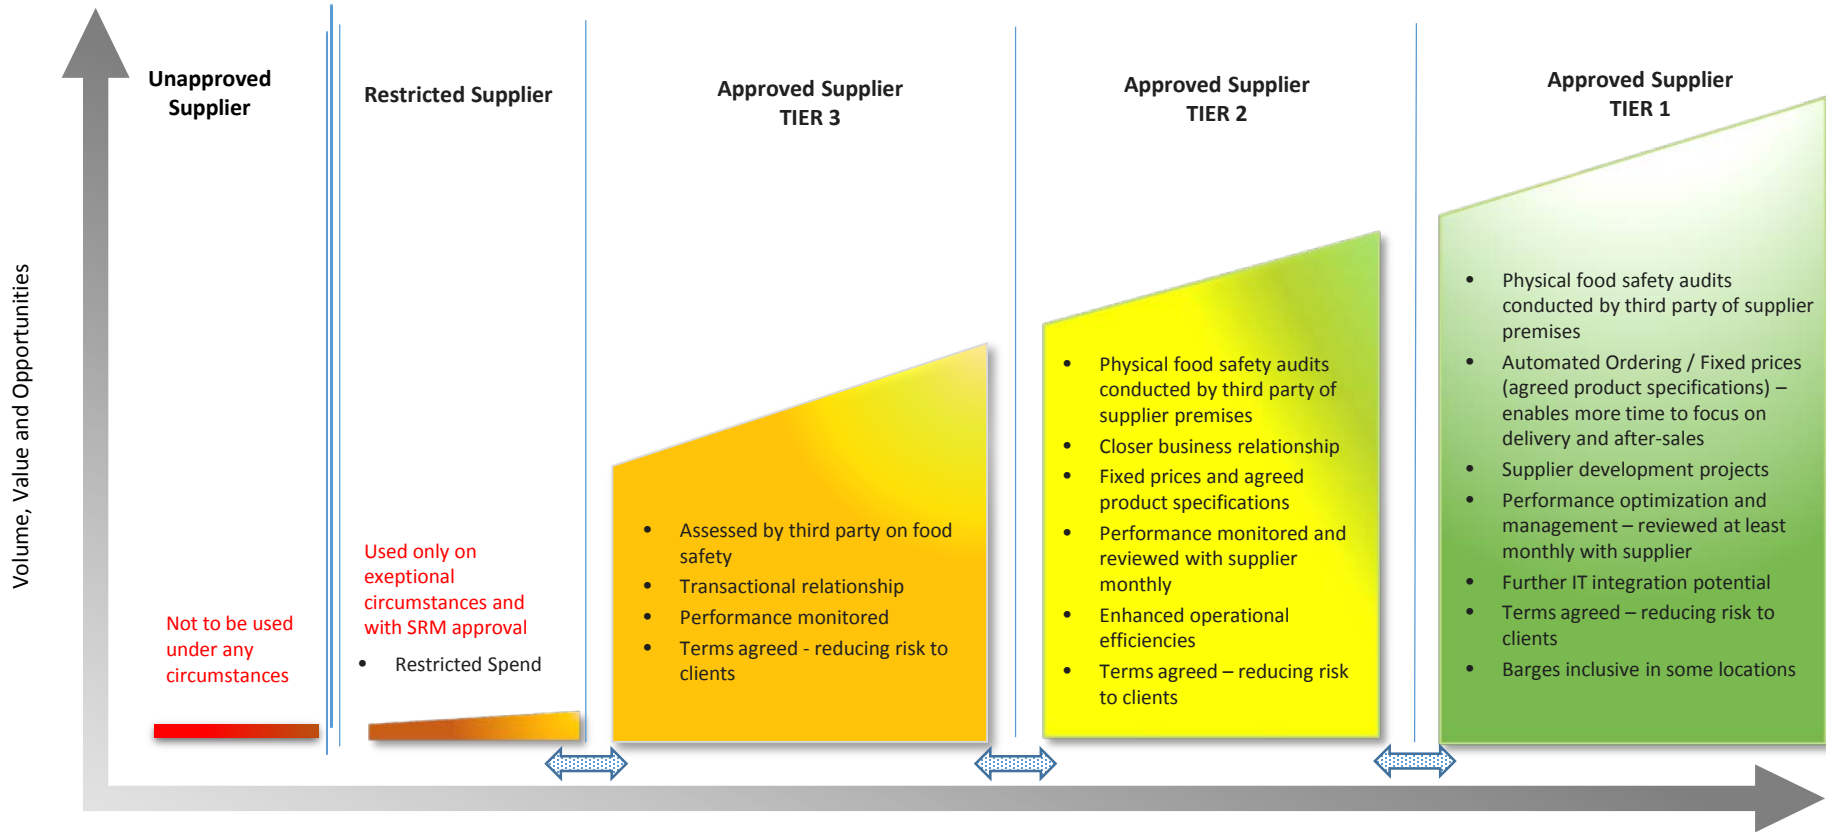 Volume, Value and Opportunities
Unapproved
Supplier
Not to be used
under any
circumstances
Restricted Supplier
Used only on
exeptional
circumstances and
with SRM approval
• Restricted Spend
Approved Supplier
TIER 3
• Assessed by third party on food
safety
• Transactional relationship
• Performance monitored
• Terms agreed - reducing risk to
clients
Approved Supplier
TIER 2
• Physical food safety audits
conducted by third party of
supplier premises
• Closer business relationship
• Fixed prices and agreed
product specifications
• Performance monitored and
reviewed with supplier
monthly
• Enhanced operational
efficiencies
• Terms agreed – reducing risk
to clients
Approved Supplier
TIER 1
• Physical food safety audits
conducted by third party of supplier
premises
• Automated Ordering / Fixed prices
(agreed product specifications) –
enables more time to focus on
delivery and after-sales
• Supplier development projects
• Performance optimization and
management – reviewed at least
monthly with supplier
• Further IT integration potential
• Terms agreed – reducing risk to
clients
• Barges inclusive in some locations